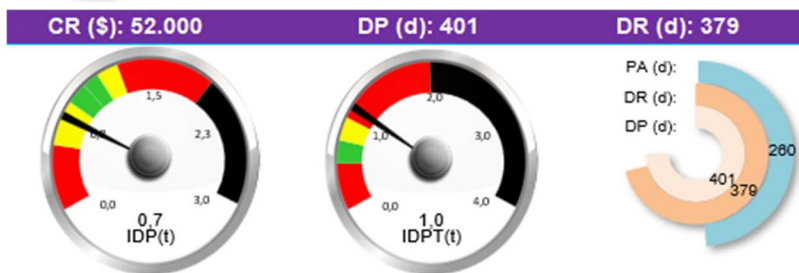 CR ($): 52.000
DP (d): 401
DR (d): 379
1,5
2,3
3,0
0,0
0,7
IDP(t)
2,0
1,0
3,0
4,0
0,0
1,0
IDPT(t)
PA (d):
DR (d):
DP (d):
260
401
379